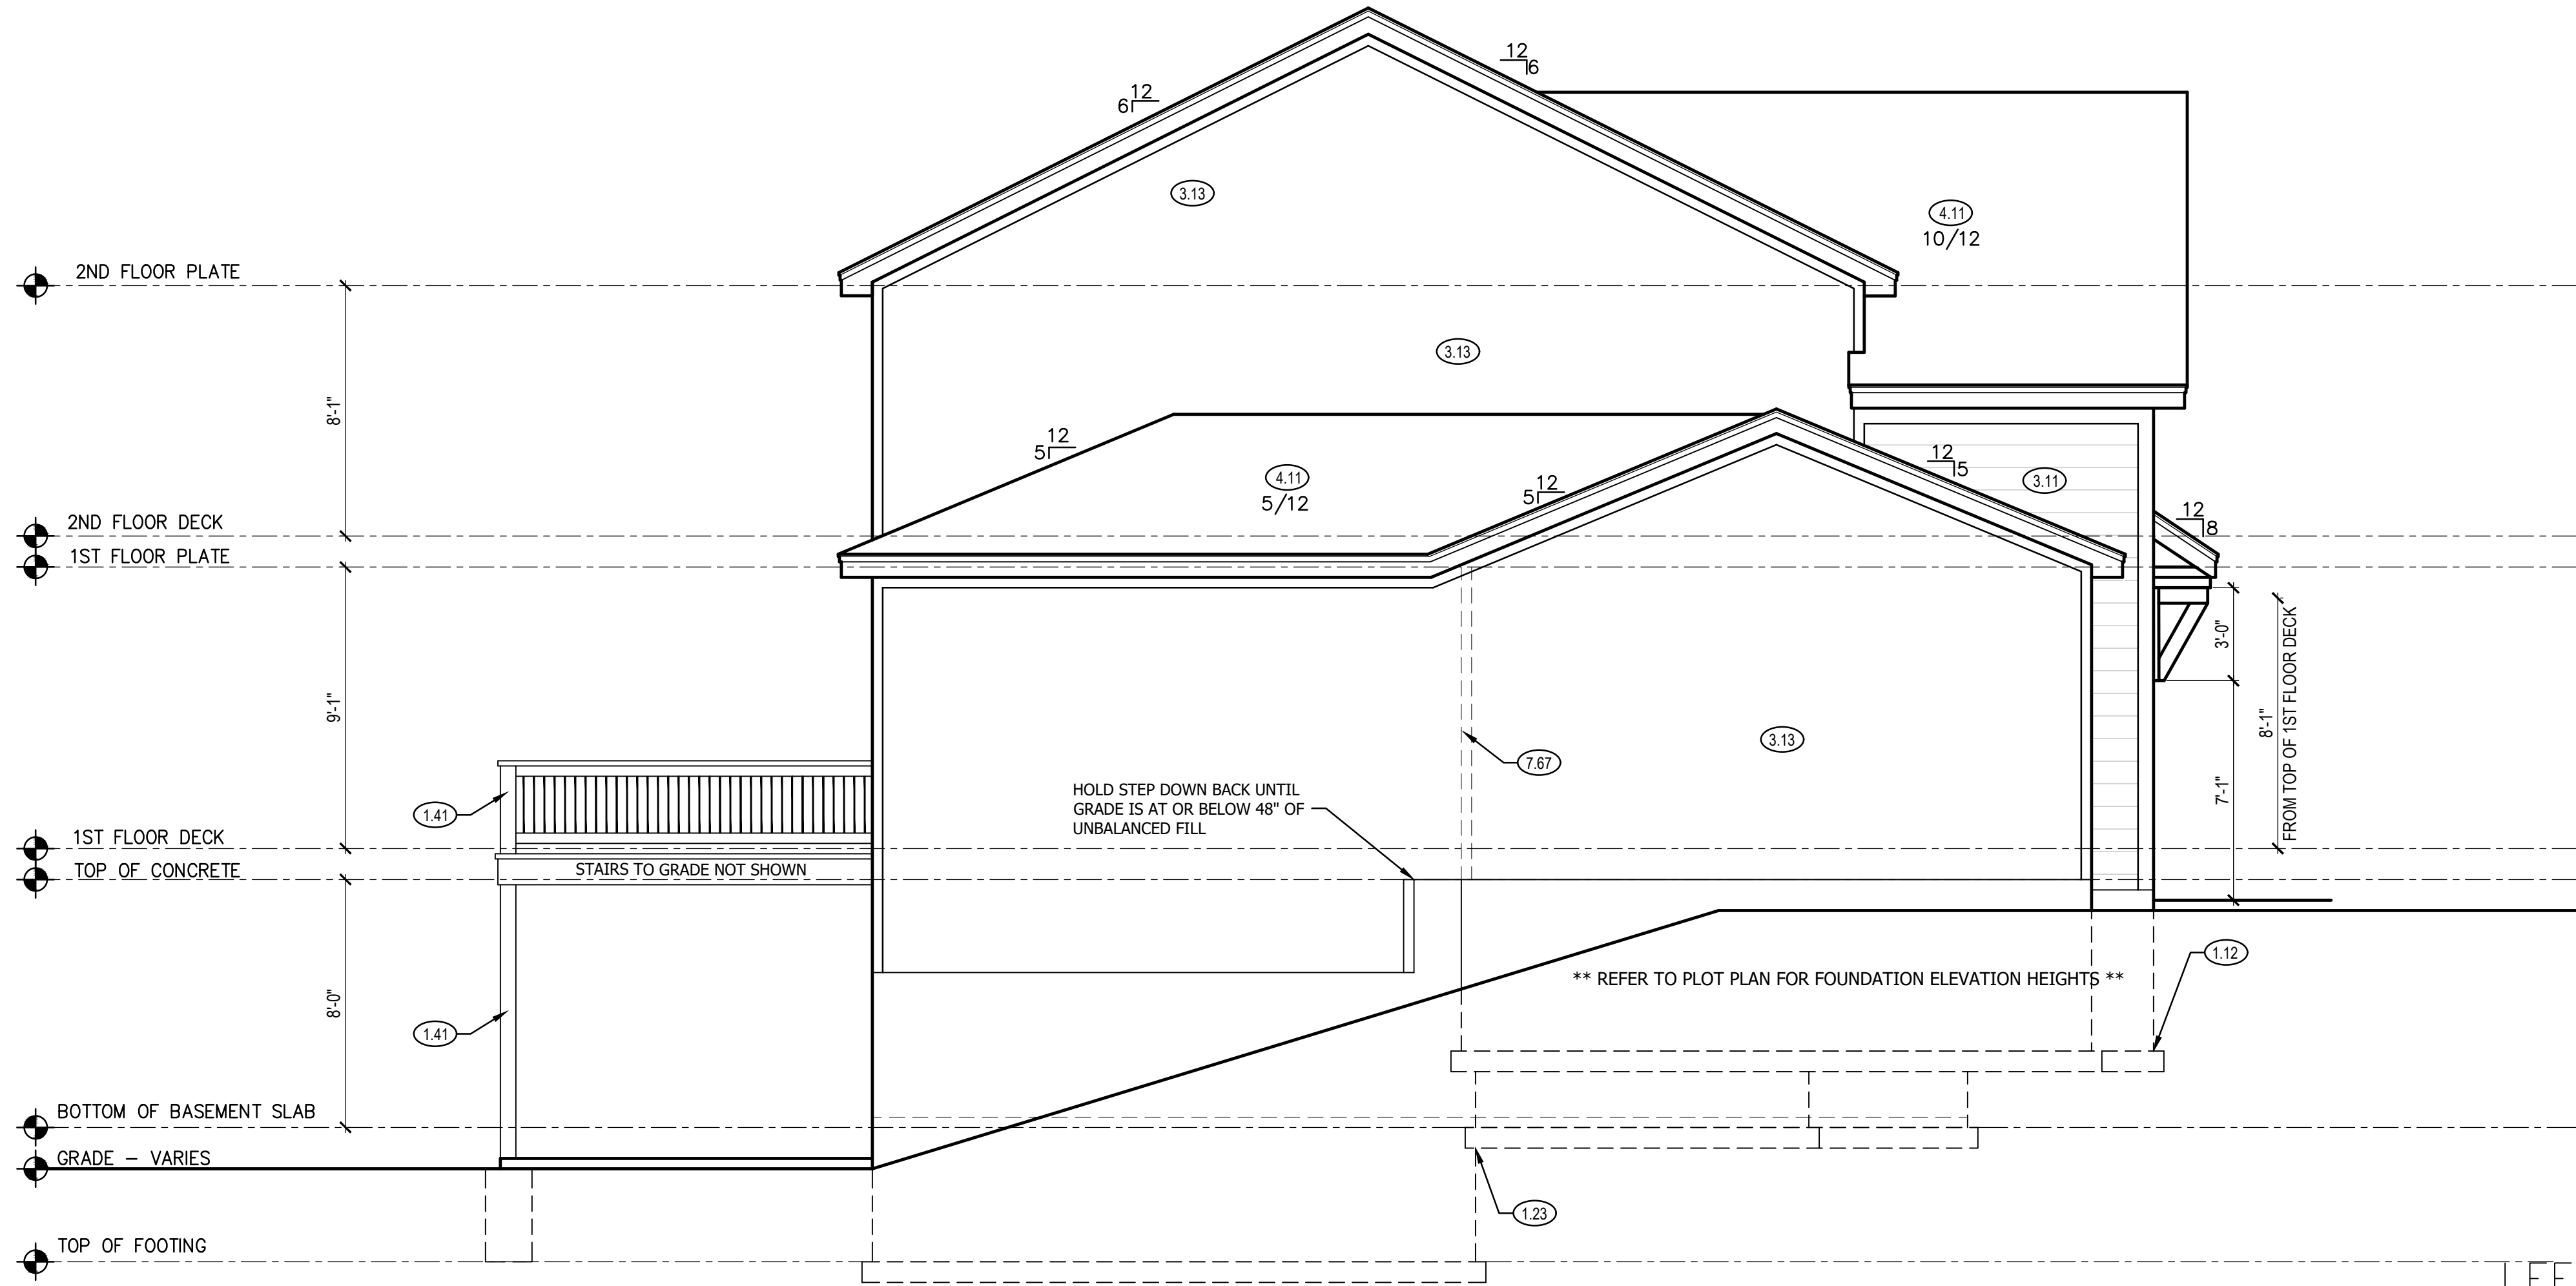 12
6
12
6
3.13
4.11
10/12
2ND FLOOR PLATE
3.13
8'-1"
12
5
4.11
5/12
12
5
12
5
3.11
12
8
2ND FLOOR DECK
1ST FLOOR PLATE
9'-1"
3'-0"
8'-1"
FROM TOP OF 1ST FLOOR DECK
7'-1"
3.13
7.67
HOLD STEP DOWN BACK UNTIL
GRADE IS AT OR BELOW 48" OF
UNBALANCED FILL
1.41
1ST FLOOR DECK
TOP OF CONCRETE
STAIRS TO GRADE NOT SHOWN
1.12
** REFER TO PLOT PLAN FOR FOUNDATION ELEVATION HEIGHTS **
8'-0"
1.41
BOTTOM OF BASEMENT SLAB
GRADE – VARIES
1.23
TOP OF FOOTING